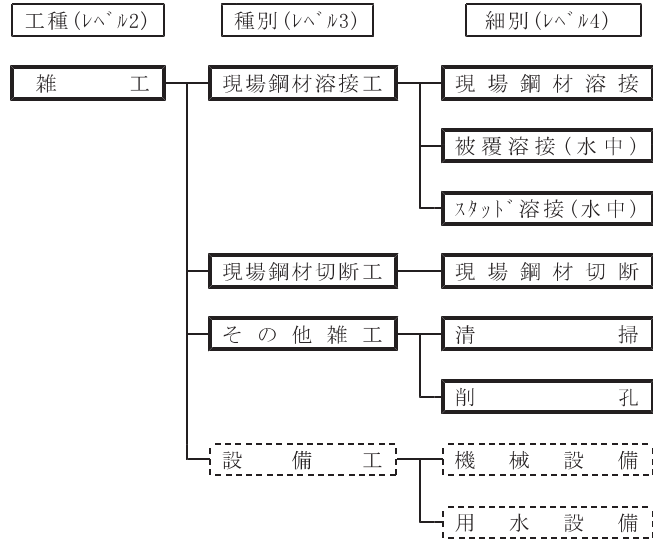 工種(ﾚﾍﾞﾙ2) 種別(ﾚﾍﾞﾙ3) 細別(ﾚﾍﾞﾙ4)
雑工 現場鋼材溶接工 現場鋼材溶接
被覆溶接(水中)
ｽﾀｯﾄﾞ溶接(水中)
現場鋼材切断工 現場鋼材切断
その他雑工 清掃
削孔
設備工 機械設備
用水設備